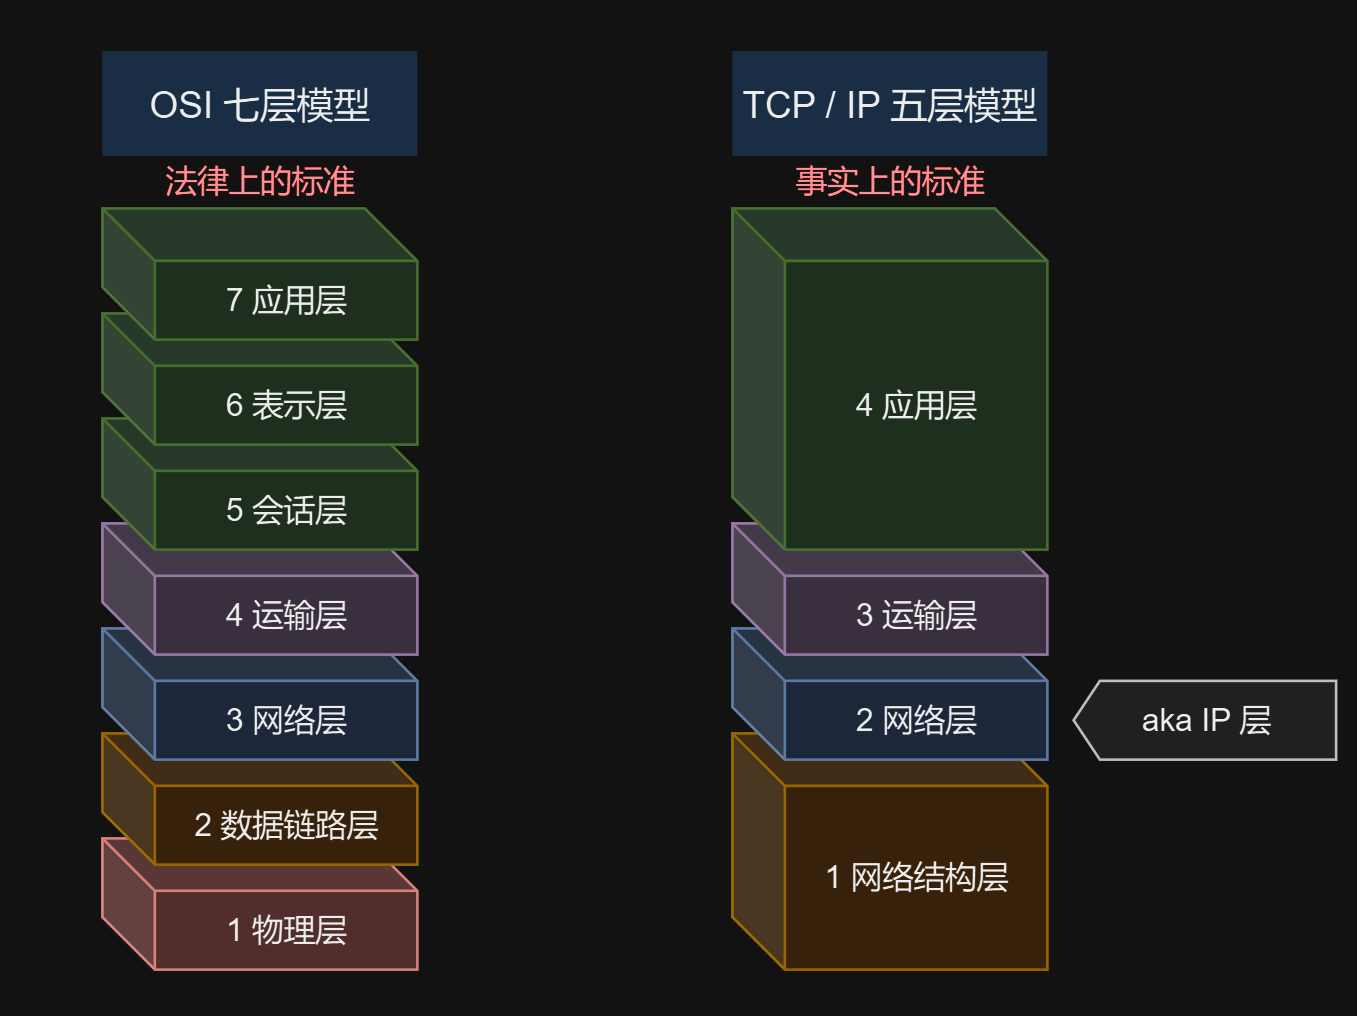 OSI 七层模型
法律上的标准
7 应用层
6 表示层
5 会话层
4 运输层
3 网络层
2 数据链路层
1 物理层
TCP / IP 五层模型
事实上的标准
4 应用层
3 运输层
2 网络层
aka IP 层
1 网络结构层